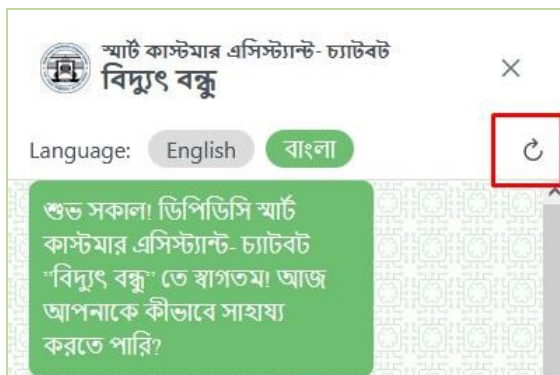 স্মার্ট কাস্টমার এসিস্ট্যান্ট- চ্যাটবট
বিদ্যুৎ বন্ধু
Language: English বাংলা
শুভ সকাল! ডিপিডিসি স্মার্ট
কাস্টমার এসিস্ট্যান্ট- চ্যাটবট
"বিদ্যুৎ বন্ধু" তে স্বাগতম! আজ
আপনাকে কীভাবে সাহায্য
করতে পারি?